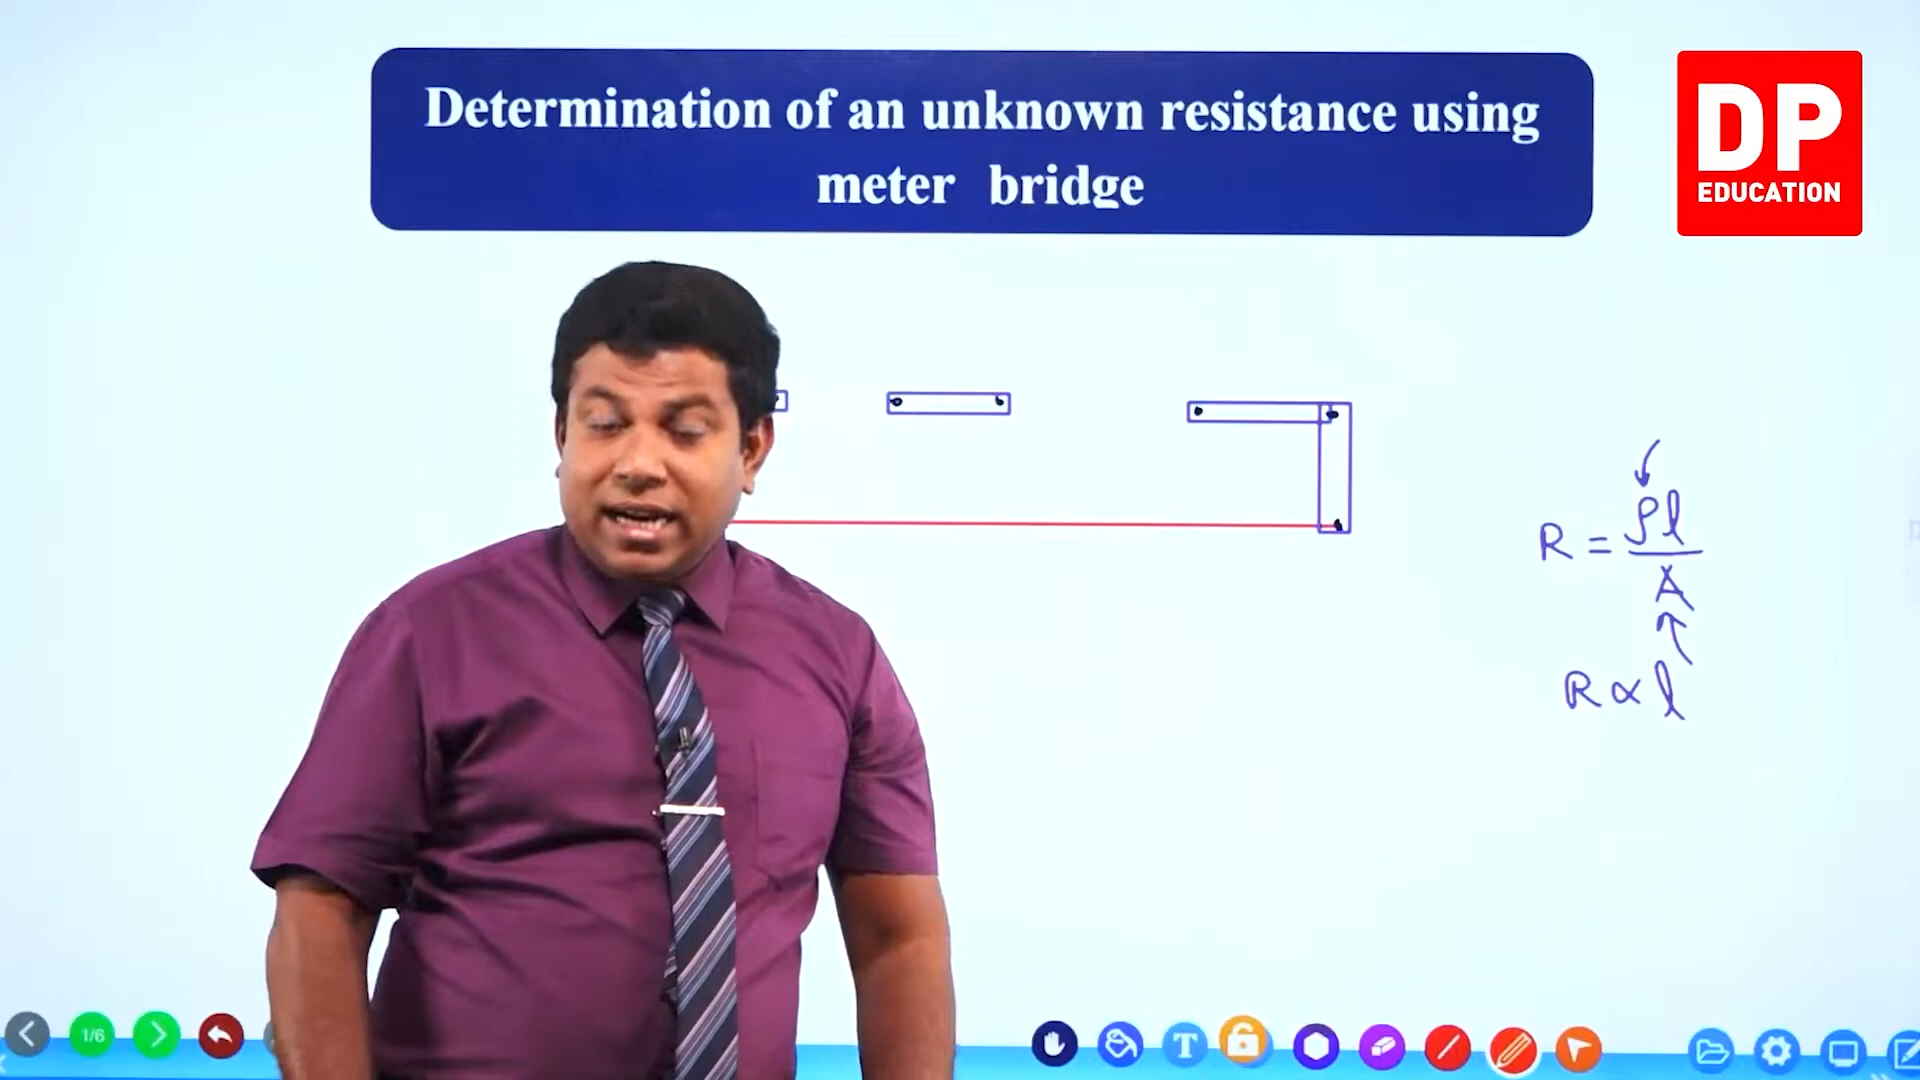 Determination of an unknown resistance using
meter bridge
DP
EDUCATION
R = ρl
A
R ∝ l
1/6
T